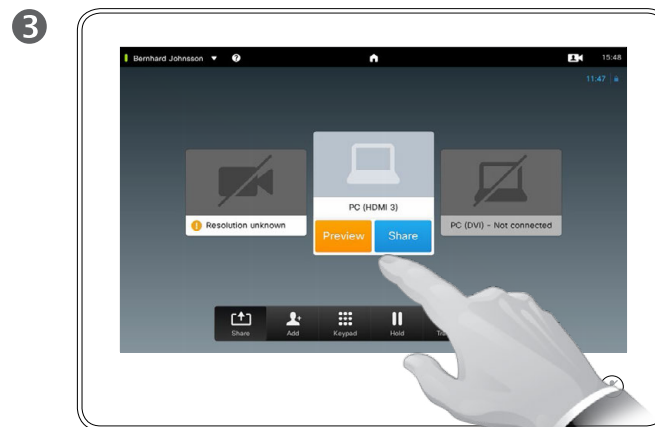 3
Bernhard Johnsson ? 15:48
11:47
PC (HDMI 3)
Resolution unknown
PC (DVI) - Not connected
Preview Share
Share Add Keypad Hold